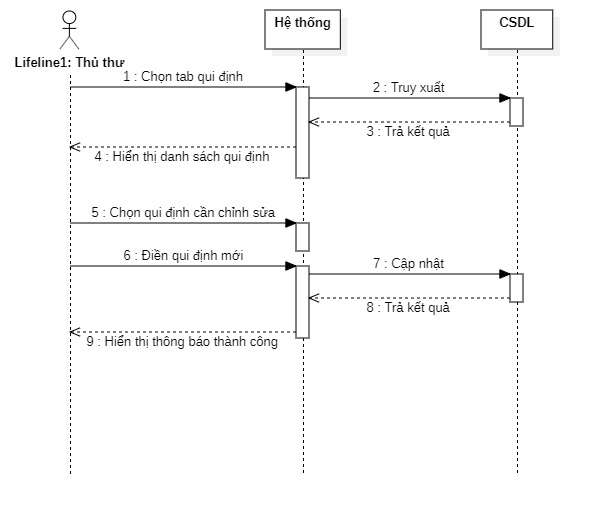 Hệ thống
CSDL
Lifeline1: Thủ thư
1 : Chọn tab qui định
2 : Truy xuất
3 : Trả kết quả
4 : Hiển thị danh sách qui định
5 : Chọn qui định cần chỉnh sửa
6 : Điền qui định mới
7 : Cập nhật
8 : Trả kết quả
9 : Hiển thị thông báo thành công